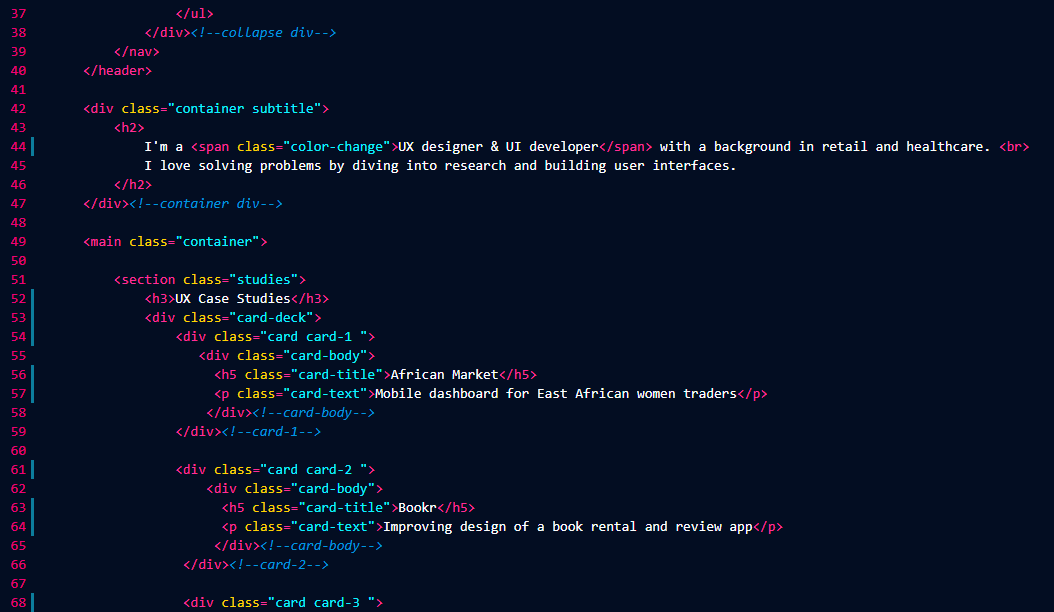 37 </ul>
38 </div><!--collapse div-->
39 </nav>
40 </header>
41
42 <div class="container subtitle">
43 <h2>
44 I'm a <span class="color-change">UX designer & UI developer</span> with a background in retail and healthcare. <br>
45 I love solving problems by diving into research and building user interfaces.
46 </h2>
47 </div><!--container div-->
48
49 <main class="container">
50
51 <section class="studies">
52 <h3>UX Case Studies</h3>
53 <div class="card-deck">
54 <div class="card card-1 ">
55 <div class="card-body">
56 <h5 class="card-title">African Market</h5>
57 <p class="card-text">Mobile dashboard for East African women traders</p>
58 </div><!--card-body-->
59 </div><!--card-1-->
60
61 <div class="card card-2 ">
62 <div class="card-body">
63 <h5 class="card-title">Bookr</h5>
64 <p class="card-text">Improving design of a book rental and review app</p>
65 </div><!--card-body-->
66 </div><!--card-2-->
67
68 <div class="card card-3 ">